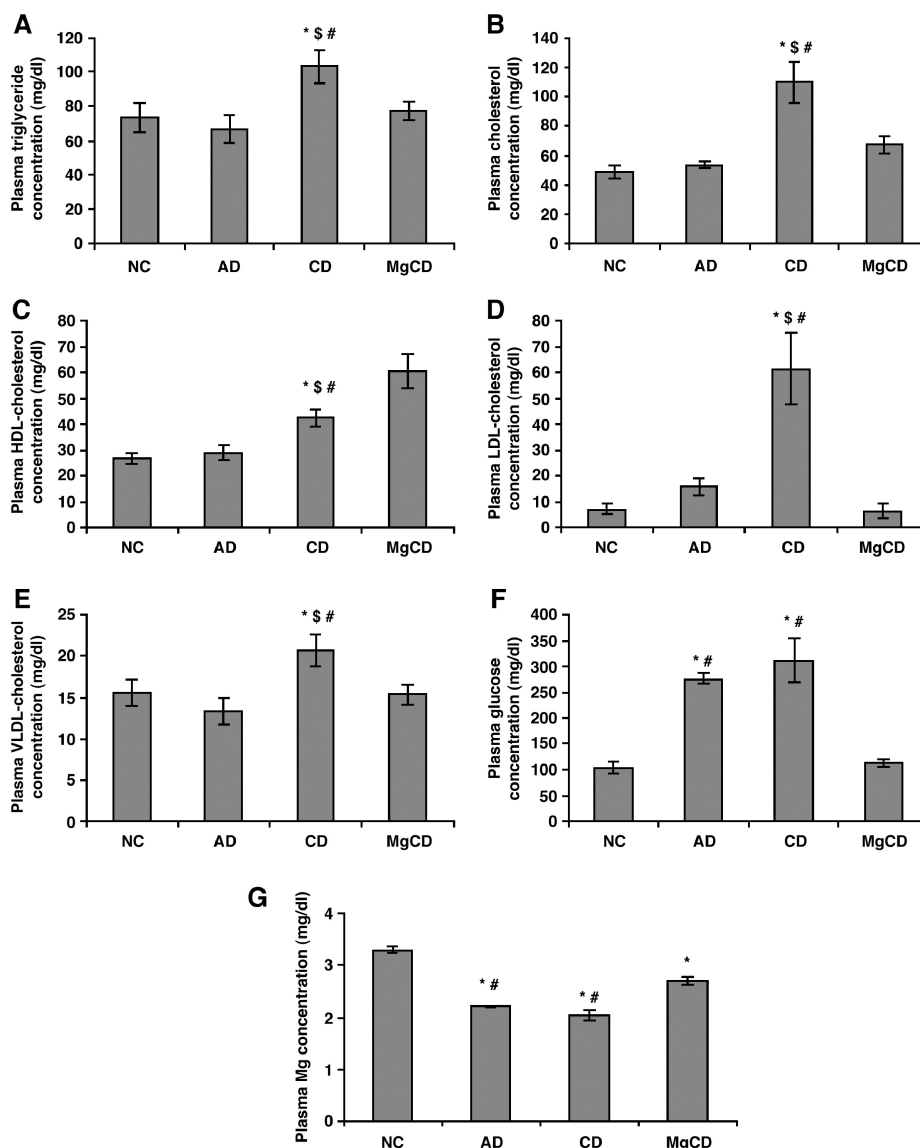 A
Plasma triglyceride
concentration (mg/dl)
120
100
80
60
40
20
0
* $ #
NC AD CD MgCD
B
Plasma cholesterol
concentration (mg/dl)
140
120
100
80
60
40
20
0
* $ #
NC AD CD MgCD
C
Plasma HDL-cholesterol
concentration (mg/dl)
80
70
60
50
40
30
20
10
0
* $ #
NC AD CD MgCD
D
Plasma LDL-cholesterol
concentration (mg/dl)
80
70
60
50
40
30
20
10
0
* $ #
NC AD CD MgCD
E
Plasma VLDL-cholesterol
concentration (mg/dl)
25
20
15
10
5
0
* $ #
NC AD CD MgCD
F
Plasma glucose
concentration (mg/dl)
400
350
300
250
200
150
100
50
0
* #
* #
NC AD CD MgCD
G
Plasma Mg concentration (mg/dl)
4
3
2
1
0
* #
* #
*
NC AD CD MgCD